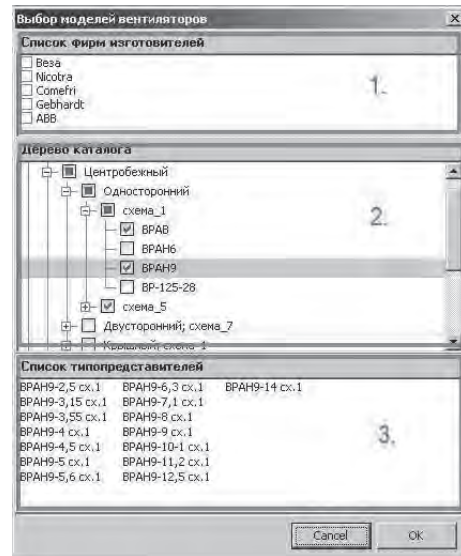 Выбор моделей вентиляторов
Список фирм изготовителей
Веза
Nicotra
Comefri
Gebhardt
ABB
1.
Дерево каталога
Центробежный
Односторонний
схема_1
ВРАВ
ВРАН6
ВРАН9
ВР-125-28
схема_5
Двусторонний; схема_7
Крышный; схема_1
2.
Список типопредставителей
ВРАН9-2,5 сх.1 ВРАН9-6,3 сх.1 ВРАН9-14 сх.1
ВРАН9-3,15 сх.1 ВРАН9-7,1 сх.1
ВРАН9-3,55 сх.1 ВРАН9-8 сх.1
ВРАН9-4 сх.1 ВРАН9-9 сх.1
ВРАН9-4,5 сх.1 ВРАН9-10-1 сх.1
ВРАН9-5 сх.1 ВРАН9-11,2 сх.1
ВРАН9-5,6 сх.1 ВРАН9-12,5 сх.1
3.
Cancel OK